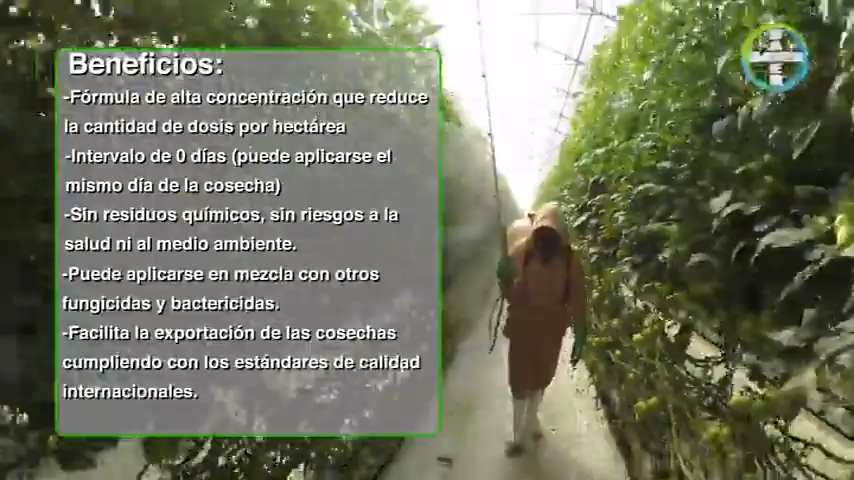 Beneficios:
-Fórmula de alta concentración que reduce
la cantidad de dosis por hectárea
-Intervalo de 0 días (puede aplicarse el
mismo día de la cosecha)
-Sin residuos químicos, sin riesgos a la
salud ni al medio ambiente.
-Puede aplicarse en mezcla con otros
fungicidas y bactericidas.
-Facilita la exportación de las cosechas
cumpliendo con los estándares de calidad
internacionales.